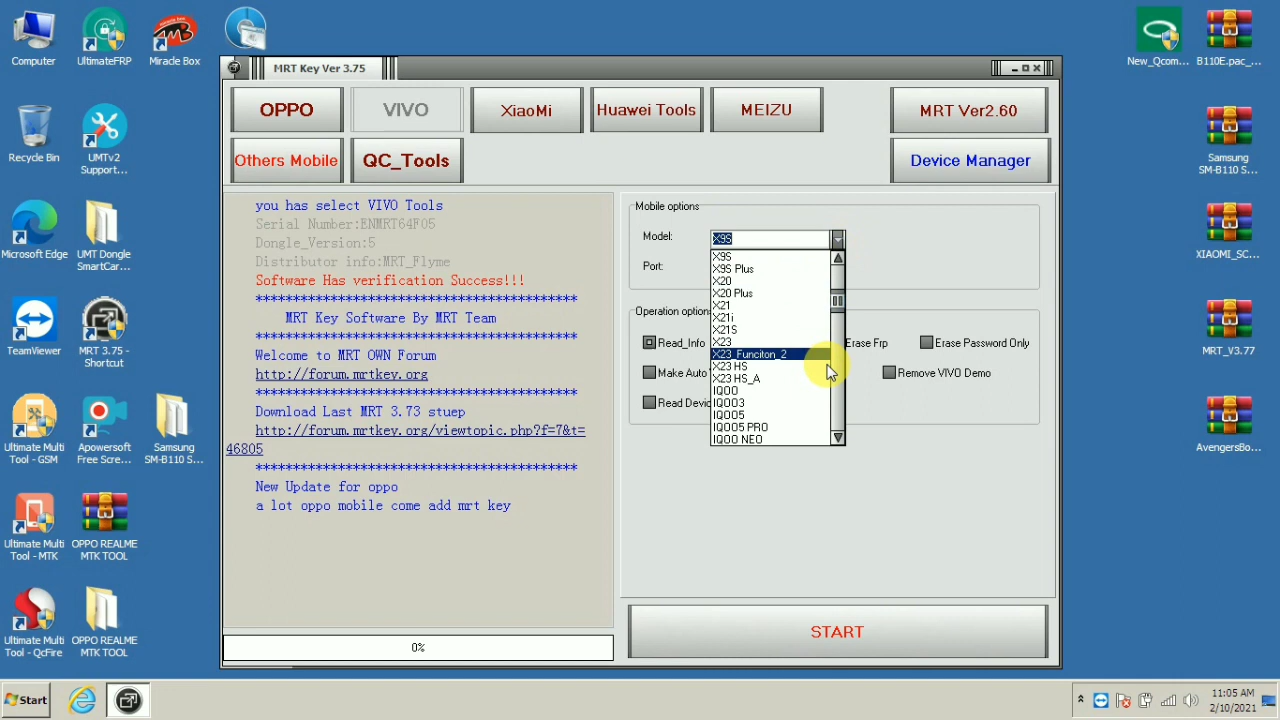 Computer
UltimateFRP
Miracle Box
Recycle Bin
UMTv2
Support...
Microsoft Edge
UMT Dongle
SmartCar...
TeamViewer
MRT 3.75 -
Shortcut
Ultimate Multi
Tool - GSM
Apowersoft
Free Scre...
Samsung
SM-B110 S...
Ultimate Multi
Tool - MTK
OPPO REALME
MTK TOOL
Ultimate Multi
Tool - QcFire
OPPO REALME
MTK TOOL
MRT Key Ver 3.75
OPPO
VIVO
XiaoMi
Huawei Tools
MEIZU
MRT Ver2.60
Others Mobile
QC_Tools
Device Manager
you has select VIVO Tools
Serial Number:ENMRT64F05
Dongle_Version:5
Distributor info:MRT_Flyme
Software Has verification Success!!!
*******************************************
MRT Key Software By MRT Team
*******************************************
Welcome to MRT OWN Forum
http://forum.mrtkey.org
*******************************************
Download Last MRT 3.73 stuep
http://forum.mrtkey.org/viewtopic.php?f=7&t=
46805
*******************************************
New Update for oppo
a lot oppo mobile come add mrt key
0%
Mobile options
Model:
X9S
Port:
X9S
X9S Plus
X20
X20 Plus
X21
X21i
X21S
X23
X23_Funciton_2
X23 HS
X23 HS_A
IQOO
IQOO3
IQOO5
IQOO5 PRO
IQOO NEO
Operation option
Read_Info
Erase Frp
Erase Password Only
Make Auto
Remove VIVO Demo
Read Devic
START
New_Qcom...
B110E.pac_...
Samsung
SM-B110 S...
XIAOMI_SC...
MRT_V3.77
AvengersBo...
Start
11:05 AM
2/10/2021